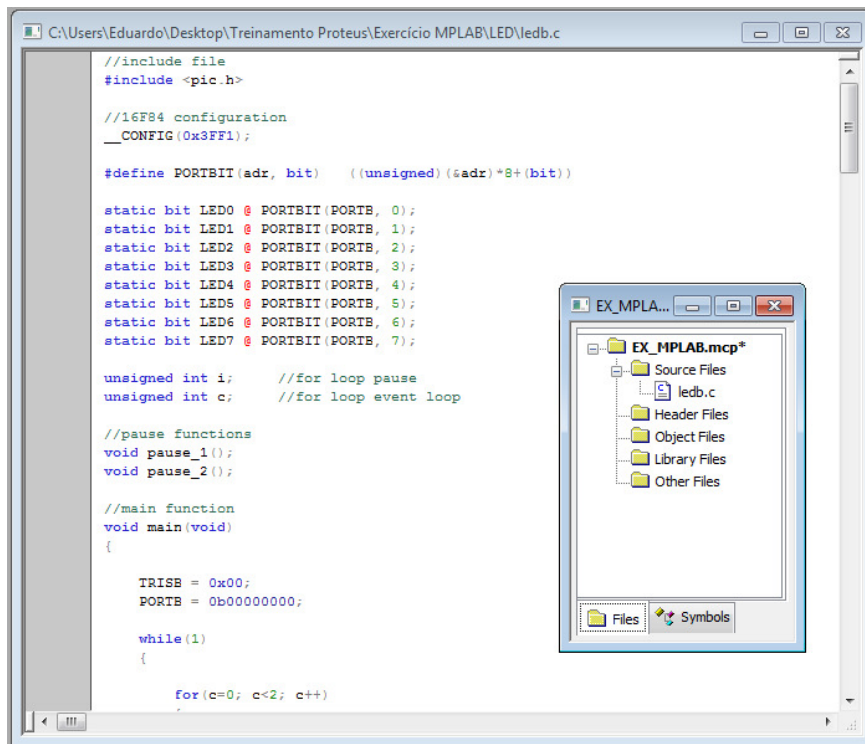 C:\Users\Eduardo\Desktop\Treinamento Proteus\Exercício MPLAB\LED\ledb.c
//include file
#include <pic.h>
//16F84 configuration
__CONFIG(0x3FF1);
#define PORTBIT(adr, bit)   ((unsigned)(&adr)*8+(bit))
static bit LED0 @ PORTBIT(PORTB, 0);
static bit LED1 @ PORTBIT(PORTB, 1);
static bit LED2 @ PORTBIT(PORTB, 2);
static bit LED3 @ PORTBIT(PORTB, 3);
static bit LED4 @ PORTBIT(PORTB, 4);
static bit LED5 @ PORTBIT(PORTB, 5);
static bit LED6 @ PORTBIT(PORTB, 6);
static bit LED7 @ PORTBIT(PORTB, 7);
unsigned int i;     //for loop pause
unsigned int c;     //for loop event loop
//pause functions
void pause_1();
void pause_2();
//main function
void main(void)
{
    TRISB = 0x00;
    PORTB = 0b00000000;
    while(1)
    {
        for(c=0; c<2; c++)
EX_MPLA...
EX_MPLAB.mcp*
Source Files
ledb.c
Header Files
Object Files
Library Files
Other Files
Files
Symbols